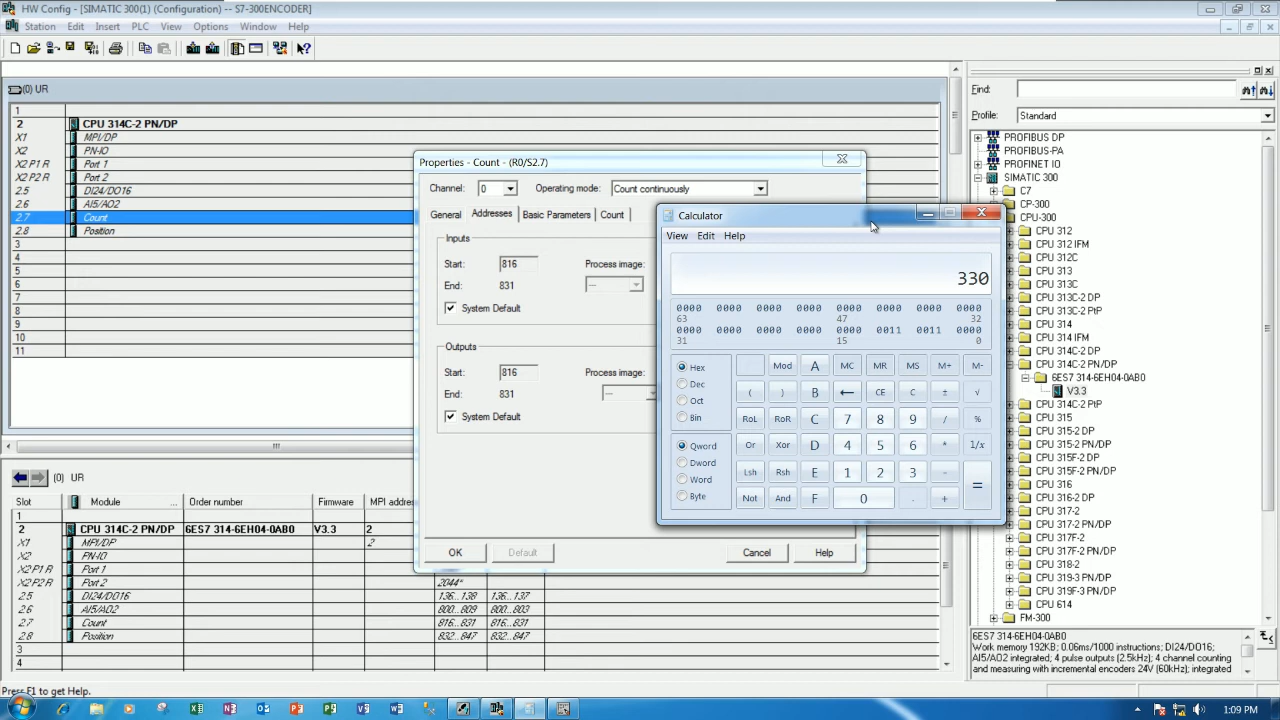 HW Config - [SIMATIC 300(1) (Configuration) -- S7-300ENCODER]
Station Edit Insert PLC View Options Window Help
(0) UR
1
2 CPU 314C-2 PN/DP
X1 MPI/DP
X2 PN-IO
X2 P1 R Port 1
X2 P2 R Port 2
2.5 DI24/DO16
2.6 AI5/AO2
2.7 Count
2.8 Position
3
4
5
6
7
8
9
10
11
Properties - Count - (R0/S2.7)
Channel: 0 Operating mode: Count continuously
General Addresses Basic Parameters Count
Inputs
Start: 816 Process image:
End: 831 ---
System Default
Outputs
Start: 816 Process image:
End: 831 ---
System Default
OK Default Cancel Help
Calculator
View Edit Help
330
0000 0000 0000 0000 0000 0000 0000 0000
63 47 32
0000 0000 0000 0000 0000 0011 0011 0000
31 15 0
Hex Mod A MC MR MS M+ M-
Dec ( ) B ← CE C ± √
Oct
Bin RoL RoR C 7 8 9 / %
Qword Or Xor D 4 5 6 * 1/x
Dword
Word Lsh Rsh E 1 2 3 - =
Byte Not And F 0 . +
Find:
Profile: Standard
PROFIBUS DP
PROFIBUS-PA
PROFINET IO
SIMATIC 300
C7
CP-300
CPU-300
CPU 312
CPU 312 IFM
CPU 312C
CPU 313
CPU 313C
CPU 313C-2 DP
CPU 313C-2 PtP
CPU 314
CPU 314 IFM
CPU 314C-2 DP
CPU 314C-2 PN/DP
6ES7 314-6EH04-0AB0
V3.3
CPU 314C-2 PtP
CPU 315
CPU 315-2 DP
CPU 315-2 PN/DP
CPU 315F-2 DP
CPU 315F-2 PN/DP
CPU 316
CPU 316-2 DP
CPU 317-2
CPU 317-2 PN/DP
CPU 317F-2
CPU 317F-2 PN/DP
CPU 318-2
CPU 319-3 PN/DP
CPU 319F-3 PN/DP
CPU 614
FM-300
6ES7 314-6EH04-0AB0
Work memory 192KB; 0.06ms/1000 instructions; DI24/DO16;
AI5/AO2 integrated; 4 pulse outputs (2.5kHz); 4 channel counting
and measuring with incremental encoders 24V (60kHz); integrated
(0) UR
Slot Module Order number Firmware MPI address
1
2 CPU 314C-2 PN/DP 6ES7 314-6EH04-0AB0 V3.3 2
X1 MPI/DP 2
X2 PN-IO
X2 P1 R Port 1
X2 P2 R Port 2 2044*
2.5 DI24/DO16 136...138 136...137
2.6 AI5/AO2 800...809 800...803
2.7 Count 816...831 816...831
2.8 Position 832...847 832...847
3
4
Press F1 to get Help.
1:09 PM